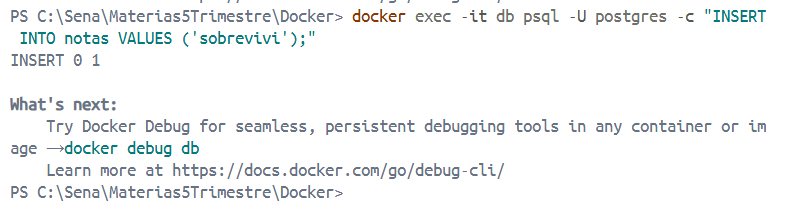 PS C:\Sena\Materias5Trimestre\Docker> docker exec -it db psql -U postgres -c "INSERT
INTO notas VALUES ('sobrevivi');"
INSERT 0 1
What's next:
Try Docker Debug for seamless, persistent debugging tools in any container or im
age →docker debug db
Learn more at https://docs.docker.com/go/debug-cli/
PS C:\Sena\Materias5Trimestre\Docker>